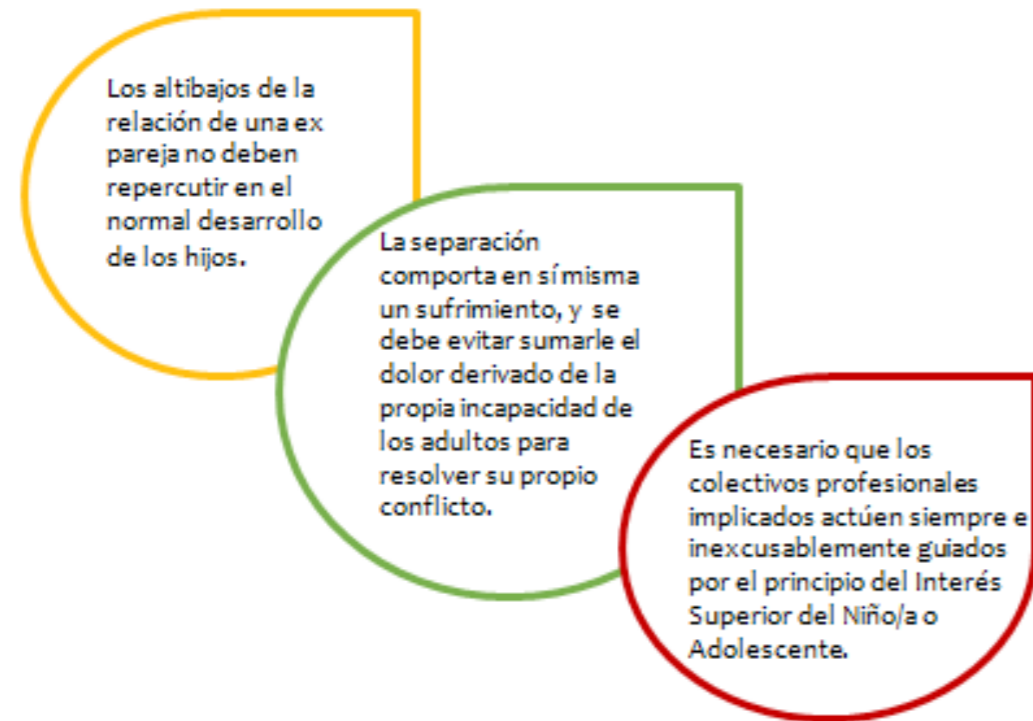 Los altibajos de la
relación de una ex
pareja no deben
repercutir en el
normal desarrollo
de los hijos.
La separación
comporta en sí misma
un sufrimiento, y se
debe evitar sumarle el
dolor derivado de la
propia incapacidad de
los adultos para
resolver su propio
conflicto.
Es necesario que los
colectivos profesionales
implicados actúen siempre e
inexcusablemente guiados
por el principio del Interés
Superior del Niño/a o
Adolescente.